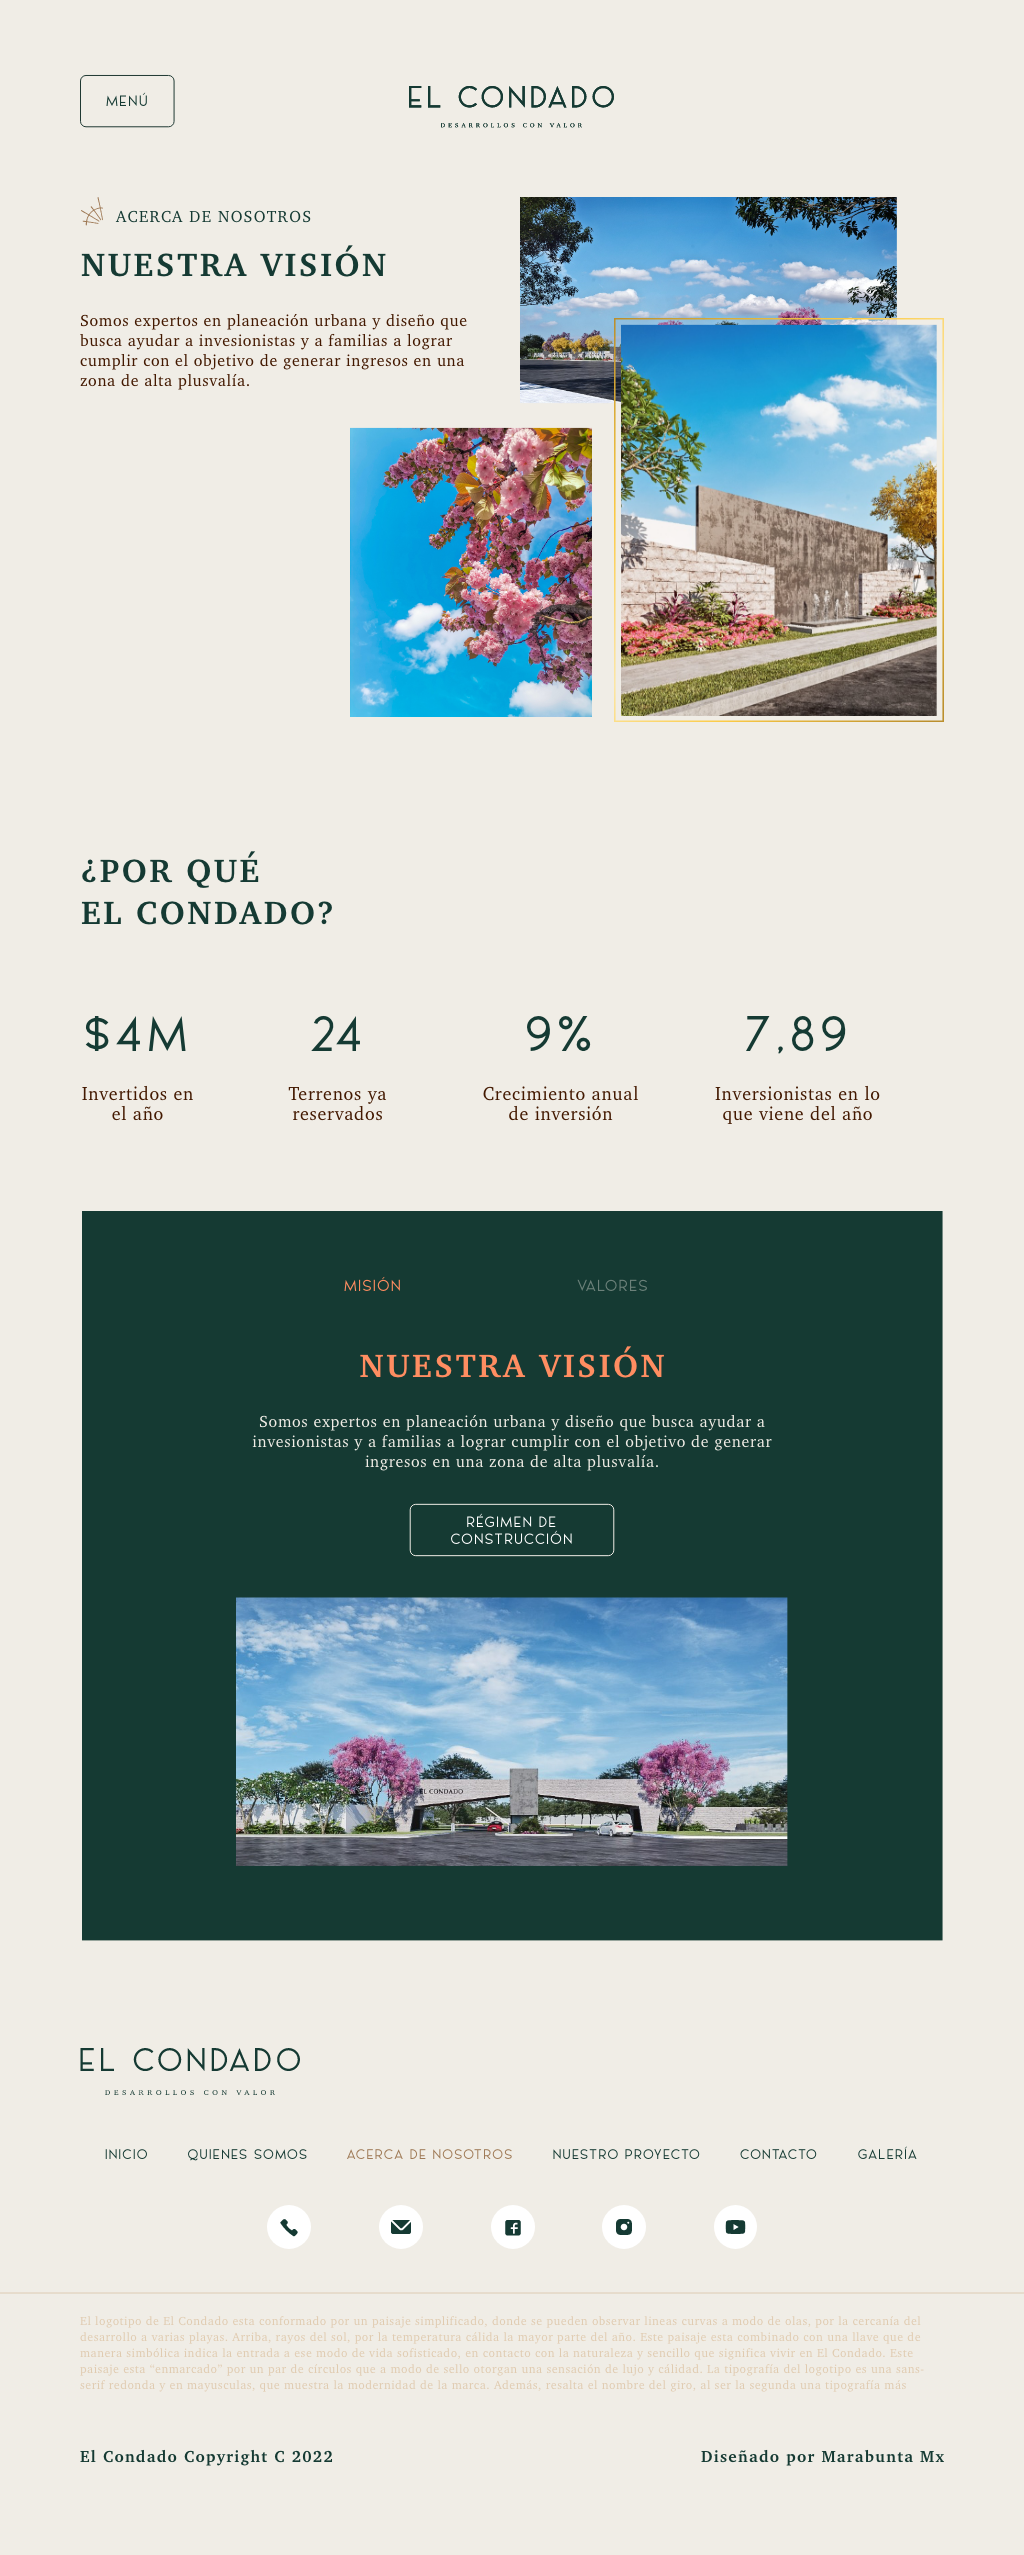 MENÚ
EL CONDADO
DESARROLLOS CON VALOR
ACERCA DE NOSOTROS
NUESTRA VISIÓN
Somos expertos en planeación urbana y diseño que
busca ayudar a invesionistas y a familias a lograr
cumplir con el objetivo de generar ingresos en una
zona de alta plusvalía.
¿POR QUÉ
EL CONDADO?
$4M
Invertidos en
el año
24
Terrenos ya
reservados
9%
Crecimiento anual
de inversión
7,89
Inversionistas en lo
que viene del año
MISIÓN
VALORES
NUESTRA VISIÓN
Somos expertos en planeación urbana y diseño que busca ayudar a
invesionistas y a familias a lograr cumplir con el objetivo de generar
ingresos en una zona de alta plusvalía.
RÉGIMEN DE
CONSTRUCCIÓN
EL CONDADO
EL CONDADO
DESARROLLOS CON VALOR
INICIO QUIENES SOMOS ACERCA DE NOSOTROS NUESTRO PROYECTO CONTACTO GALERÍA
El logotipo de El Condado esta conformado por un paisaje simplificado, donde se pueden observar lineas curvas a modo de olas, por la cercanía del
desarrollo a varias playas. Arriba, rayos del sol, por la temperatura cálida la mayor parte del año. Este paisaje esta combinado con una llave que de
manera simbólica indica la entrada a ese modo de vida sofisticado, en contacto con la naturaleza y sencillo que significa vivir en El Condado. Este
paisaje esta "enmarcado" por un par de círculos que a modo de sello otorgan una sensación de lujo y cálidad. La tipografía del logotipo es una sans-
serif redonda y en mayusculas, que muestra la modernidad de la marca. Además, resalta el nombre del giro, al ser la segunda una tipografía más
El Condado Copyright C 2022
Diseñado por Marabunta Mx